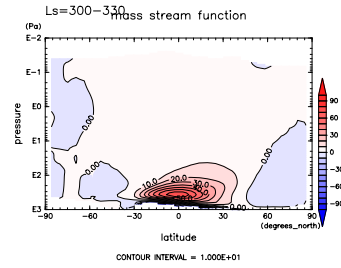 Ls=300-330
mass stream function
(Pa)
E-2
E-1
E0
E1
E2
E3
pressure
0.00
0.00
0.00
10.0
20.0
0.00
-90
-60
-30
0
30
60
90
(degrees_north)
latitude
90
60
30
0
-30
-60
-90
CONTOUR INTERVAL = 1.000E+01